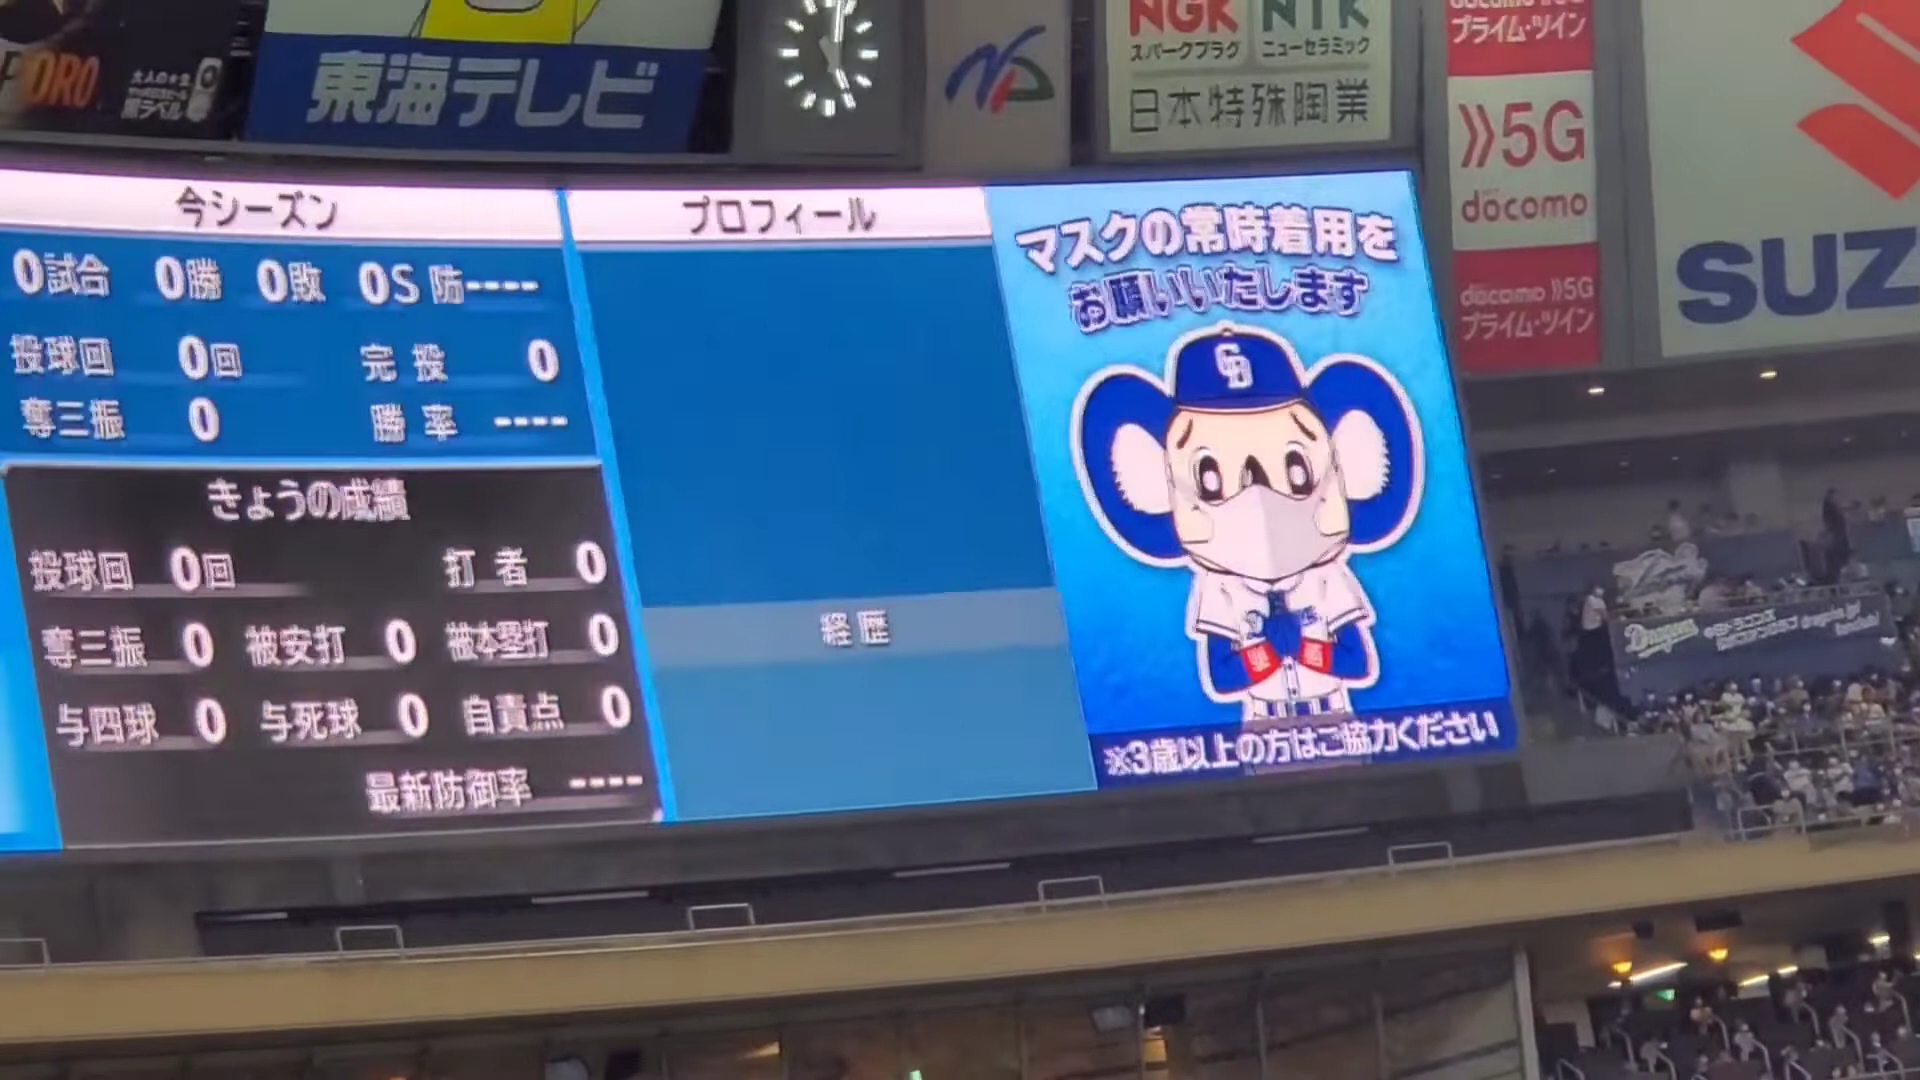 東海テレビ
NGK
NTK
スパークプラグ
ニューセラミック
日本特殊陶業
docomo
プライム・ツイン
5G
docomo
docomo 5G
プライム・ツイン
SUZ
今シーズン
0試合 0勝 0敗 0S 防----
投球回 0回 完投 0
奪三振 0 勝率 ----
きょうの成績
投球回 0回 打者 0
奪三振 0 被安打 0 被本塁打 0
与四球 0 与死球 0 自責点 0
最新防御率 ----
プロフィール
経歴
マスクの常時着用を
お願いいたします
CD
※3歳以上の方はご協力ください
Dragons